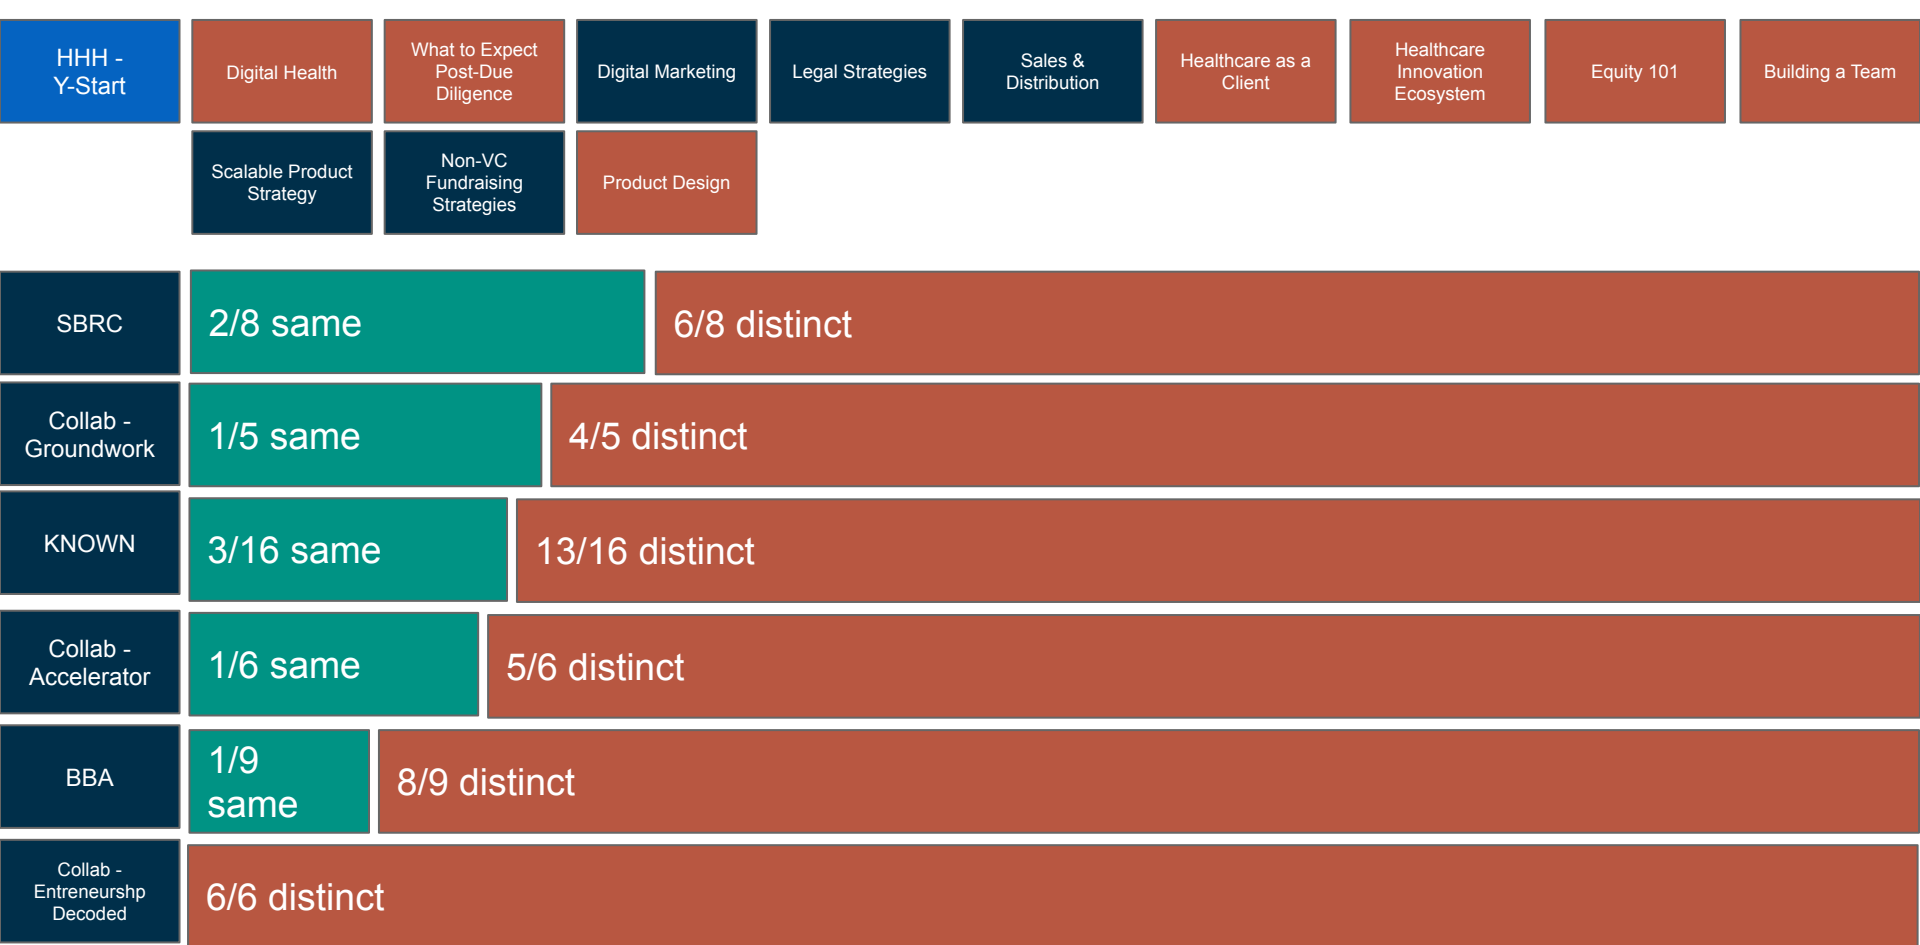 HHH -
Y-Start
Digital Health
What to Expect
Post-Due
Diligence
Digital Marketing
Legal Strategies
Sales &
Distribution
Healthcare as a
Client
Healthcare
Innovation
Ecosystem
Equity 101
Building a Team
Scalable Product
Strategy
Non-VC
Fundraising
Strategies
Product Design
SBRC
2/8 same
6/8 distinct
Collab -
Groundwork
1/5 same
4/5 distinct
KNOWN
3/16 same
13/16 distinct
Collab -
Accelerator
1/6 same
5/6 distinct
BBA
1/9
same
8/9 distinct
Collab -
Entreneurshp
Decoded
6/6 distinct